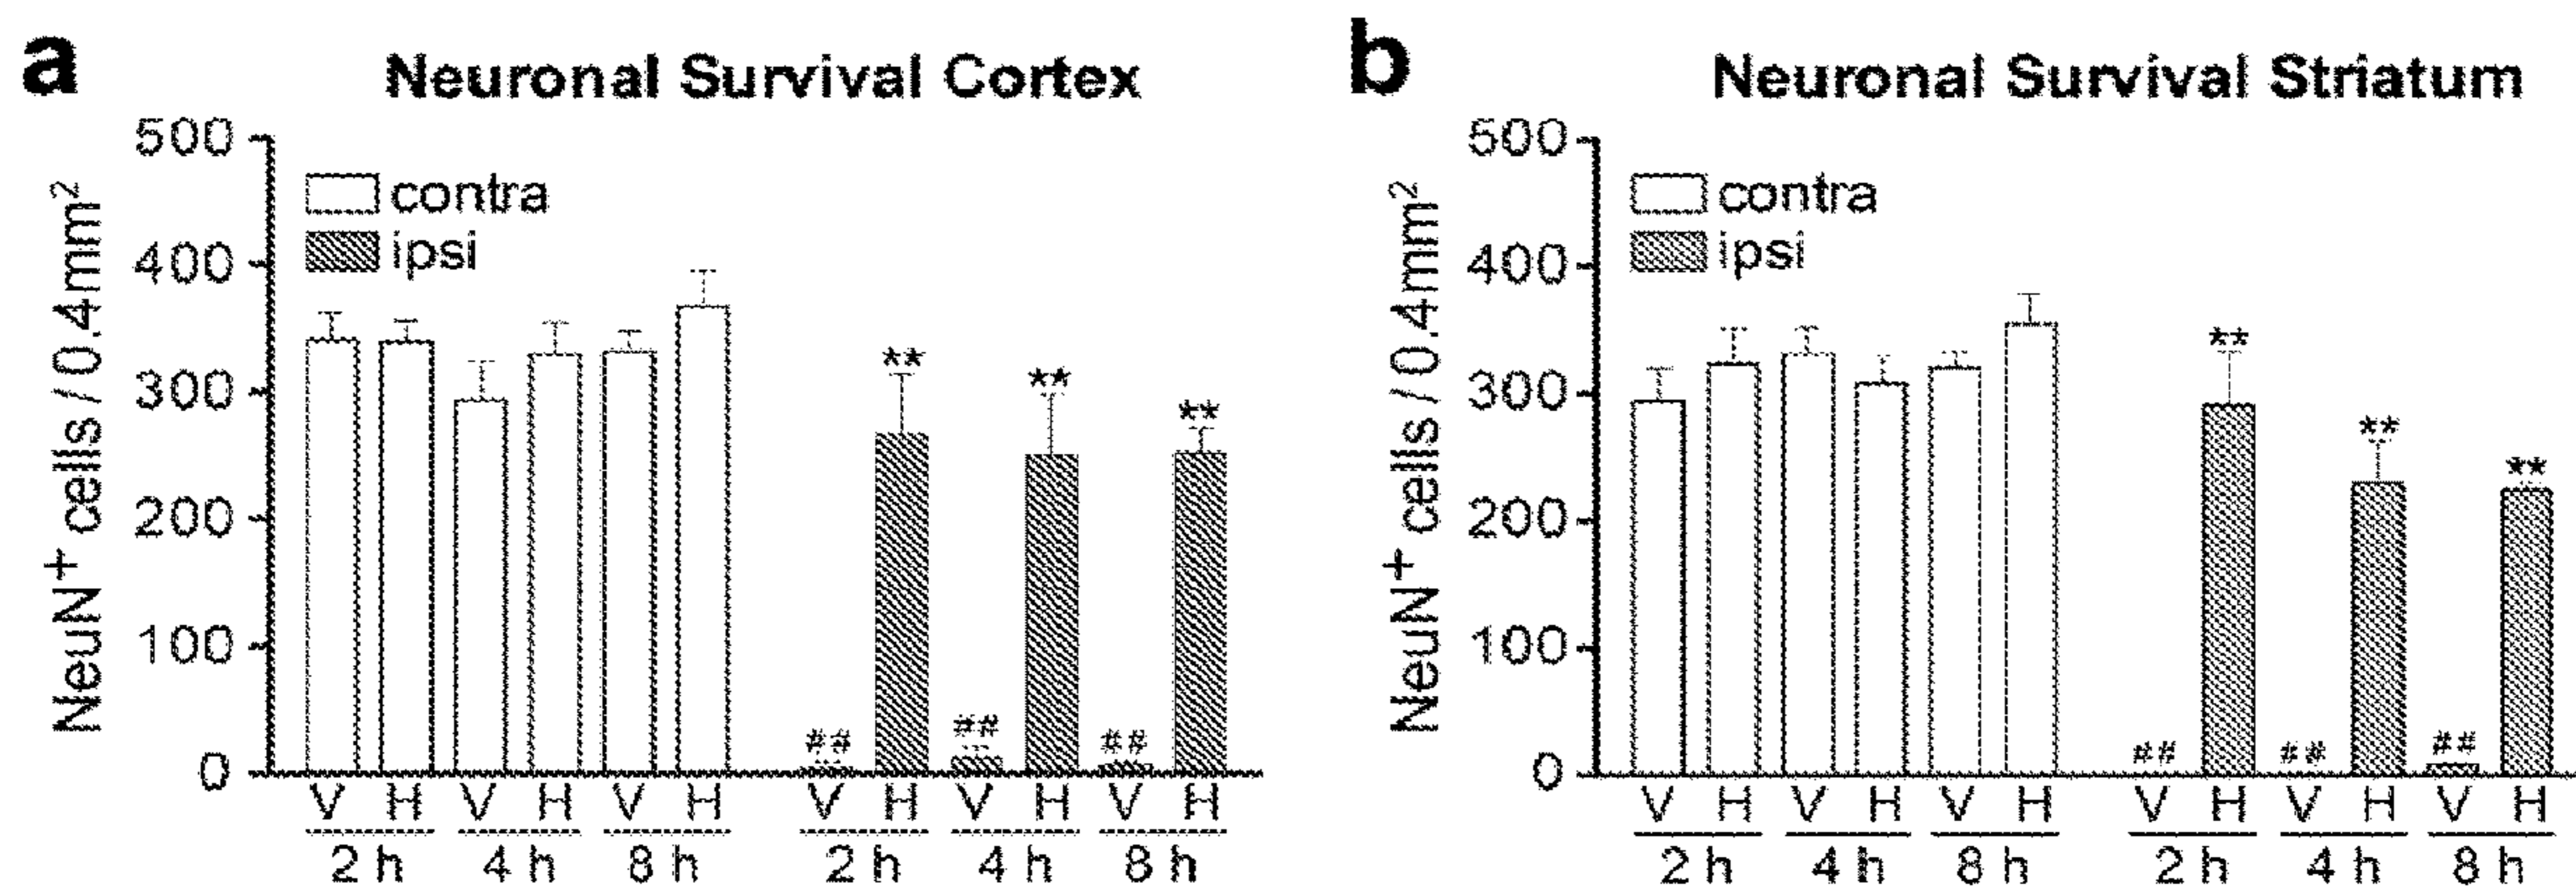 a
Neuronal Survival Cortex
NeuN+ cells / 0.4mm²
500
400
300
200
100
0
contra
ipsi
** ** **
## ## ##
V H V H V H V H V H V H
2 h 4 h 8 h 2 h 4 h 8 h
b
Neuronal Survival Striatum
NeuN+ cells / 0.4mm²
500
400
300
200
100
0
contra
ipsi
** ** **
## ## ##
V H V H V H V H V H V H
2 h 4 h 8 h 2 h 4 h 8 h